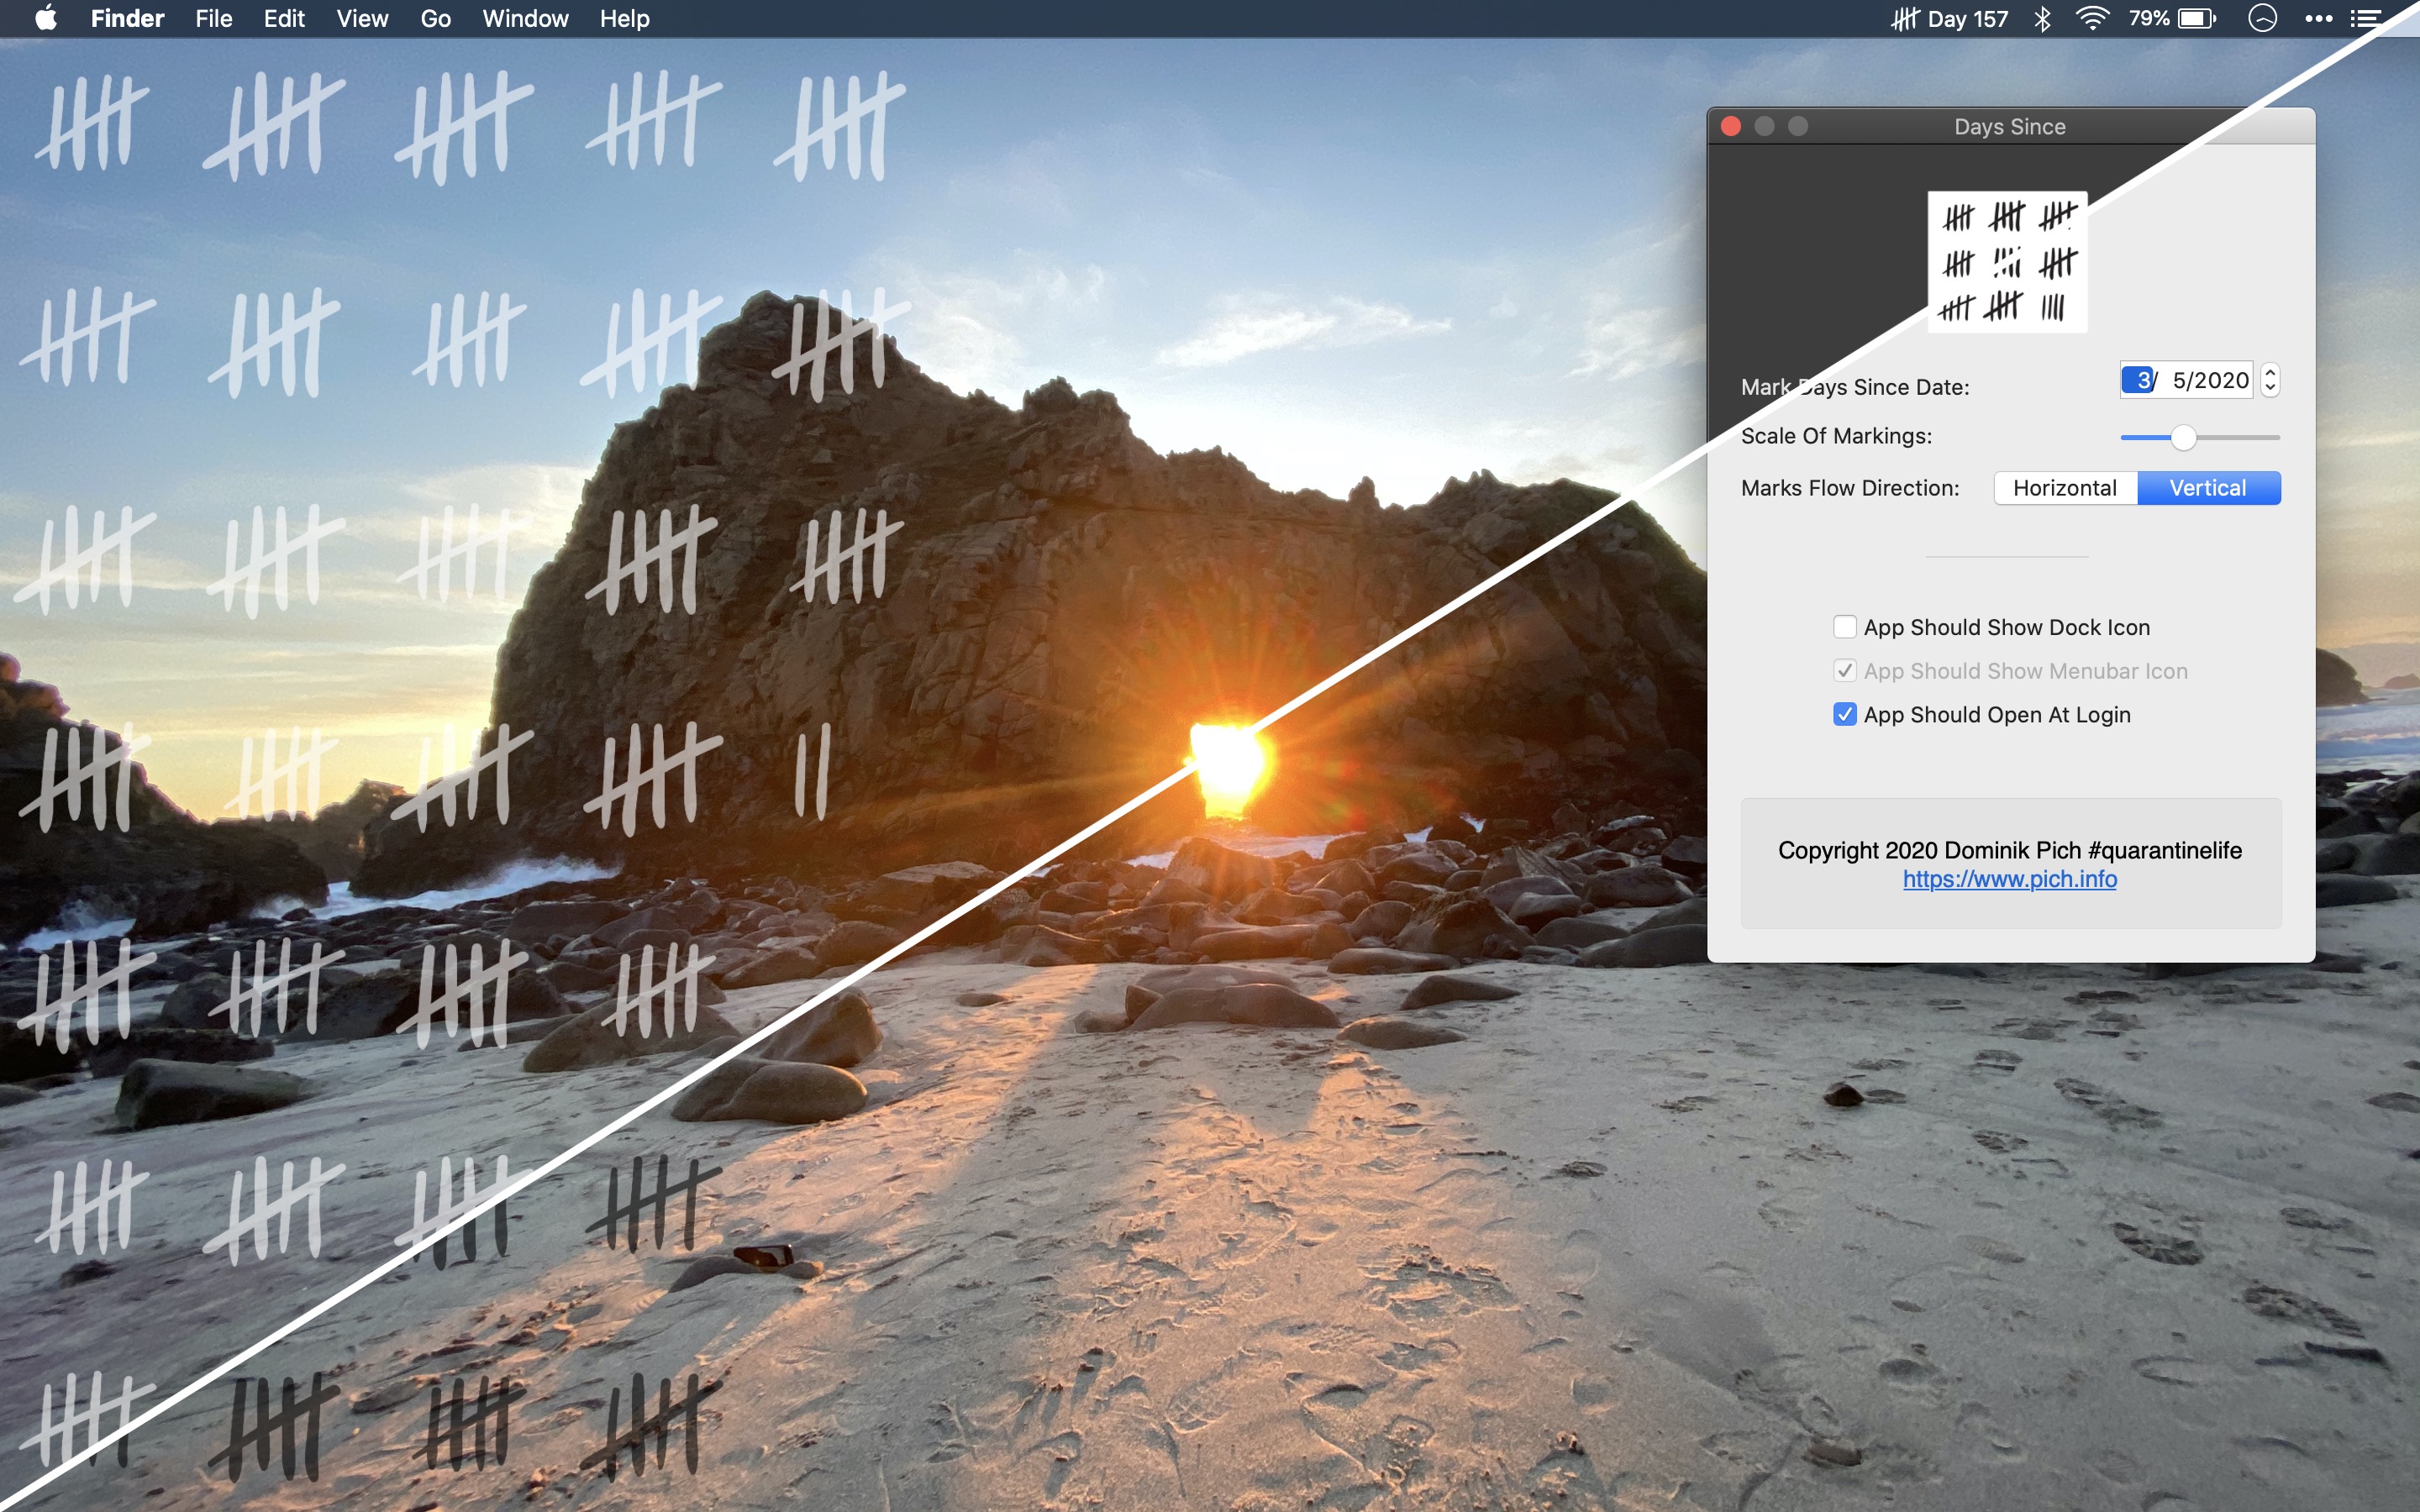 Finder File Edit View Go Window Help Day 157 79%
Days Since
Mark Days Since Date: 3/ 5/2020
Scale Of Markings:
Marks Flow Direction: Horizontal Vertical
App Should Show Dock Icon
App Should Show Menubar Icon
App Should Open At Login
Copyright 2020 Dominik Pich #quarantinelife
https://www.pich.info